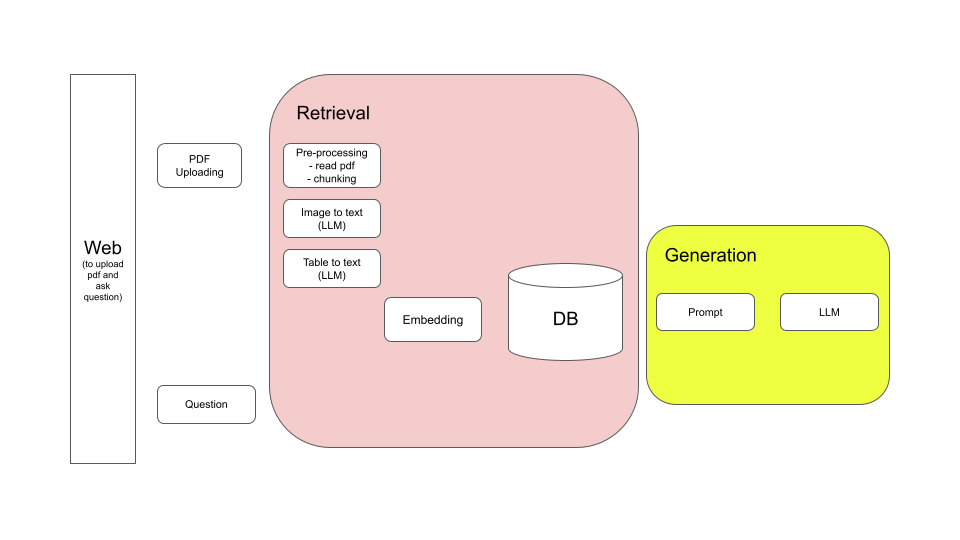 Retrieval
PDF
Uploading
Pre-processing
- read pdf
- chunking
Image to text
(LLM)
Web
(to upload
pdf and
ask
question)
Table to text
(LLM)
Embedding
DB
Generation
Prompt
LLM
Question